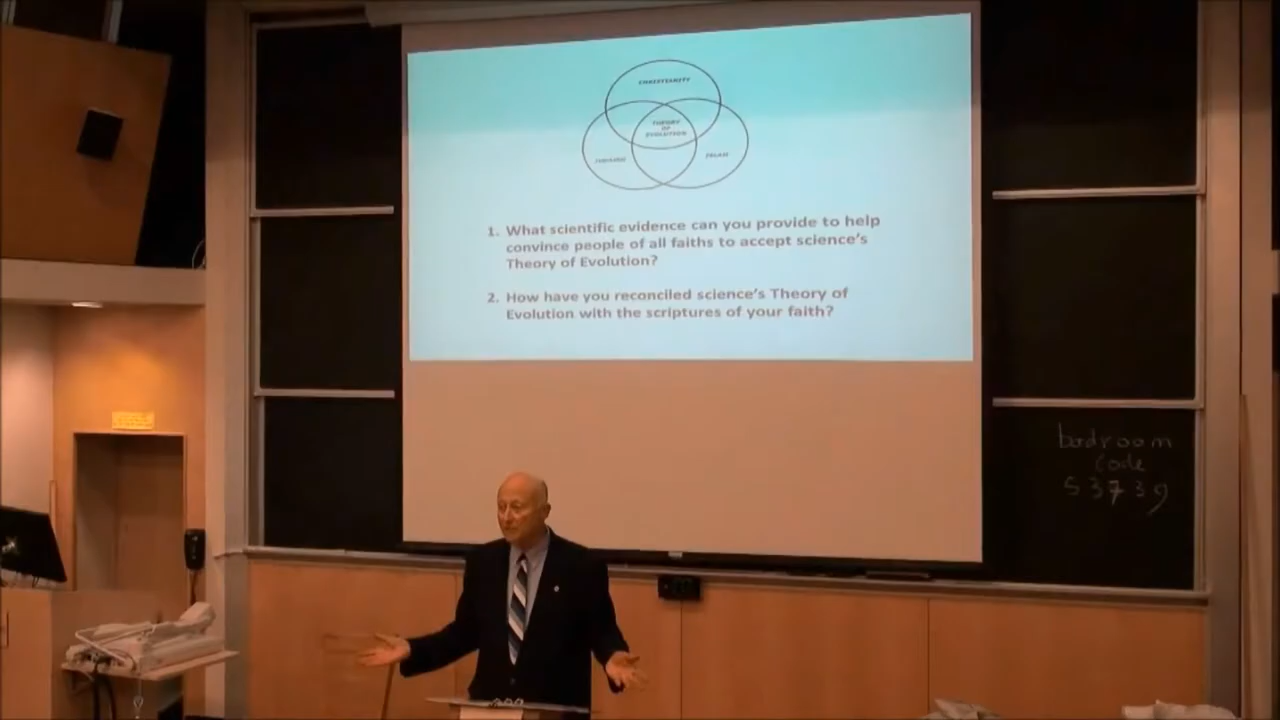 CHRISTIANITY
THEORY
OF
EVOLUTION
JUDAISM
ISLAM
1. What scientific evidence can you provide to help
convince people of all faiths to accept science's
Theory of Evolution?
2. How have you reconciled science's Theory of
Evolution with the scriptures of your faith?
bodroom
code
53739